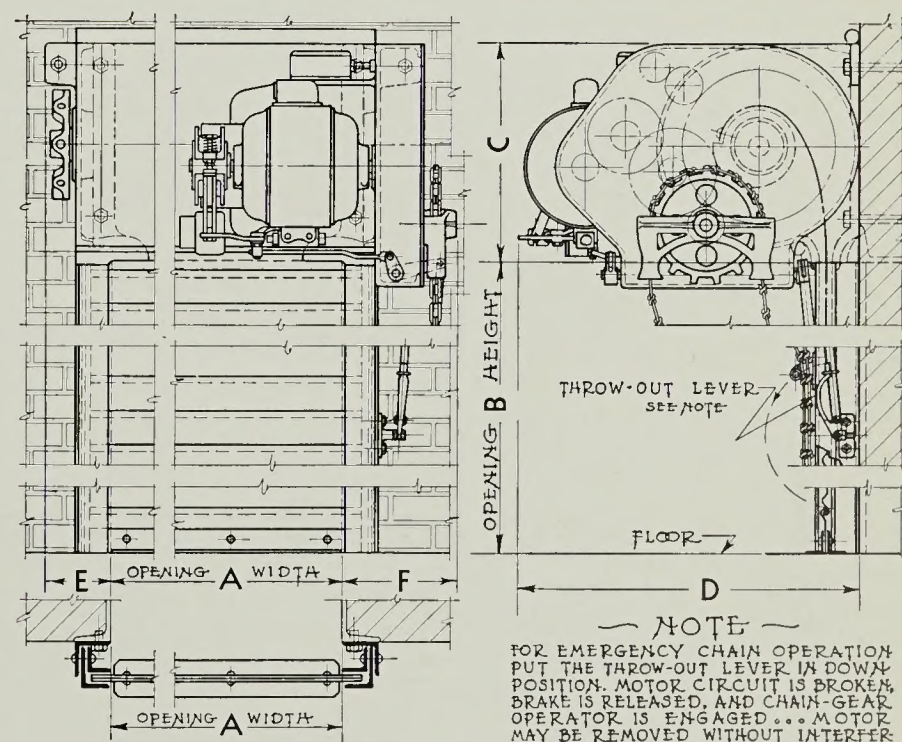 C
OPENING B HEIGHT
THROW-OUT LEVER
SEE NOTE
FLOOR
E
OPENING A WIDTH
F
D
OPENING A WIDTH
— NOTE —
FOR EMERGENCY CHAIN OPERATION
PUT THE THROW-OUT LEVER IN DOWN
POSITION. MOTOR CIRCUIT IS BROKEN,
BRAKE IS RELEASED, AND CHAIN-GEAR
OPERATOR IS ENGAGED ... MOTOR
MAY BE REMOVED WITHOUT INTERFER-